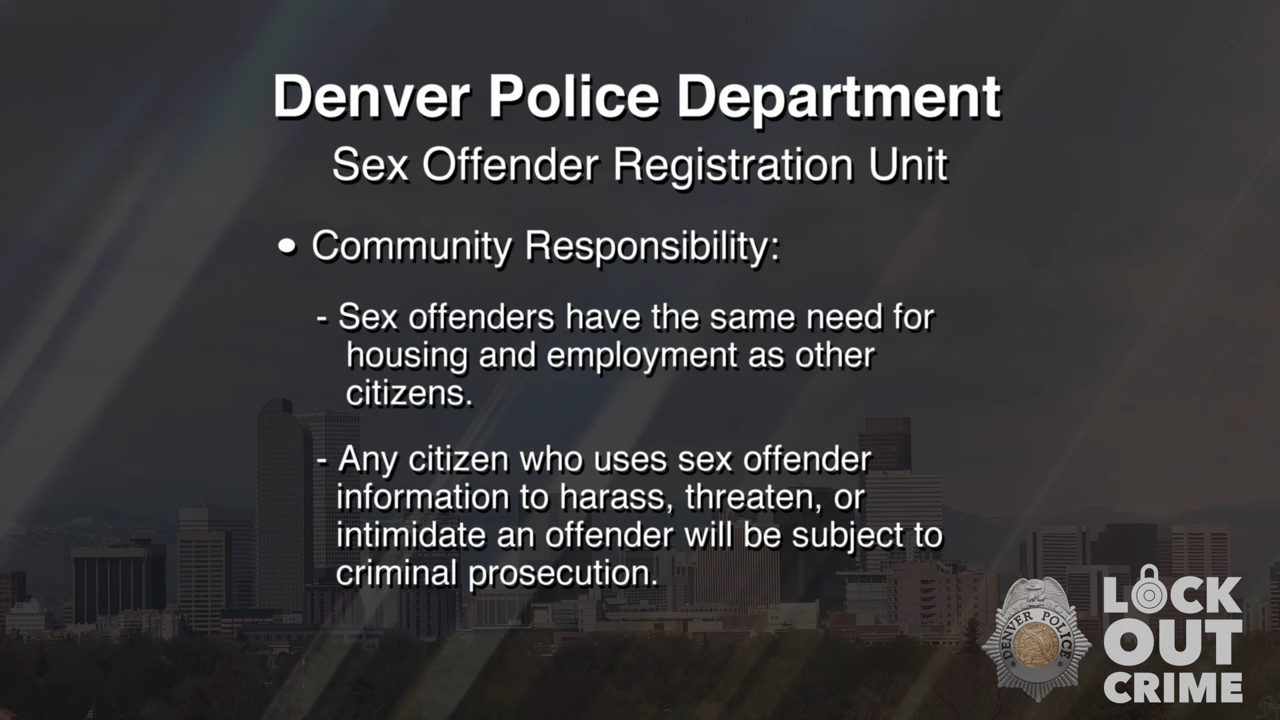 Denver Police Department
Sex Offender Registration Unit
• Community Responsibility:
- Sex offenders have the same need for
housing and employment as other
citizens.
- Any citizen who uses sex offender
information to harass, threaten, or
intimidate an offender will be subject to
criminal prosecution.
DENVER POLICE
LOCK
OUT
CRIME